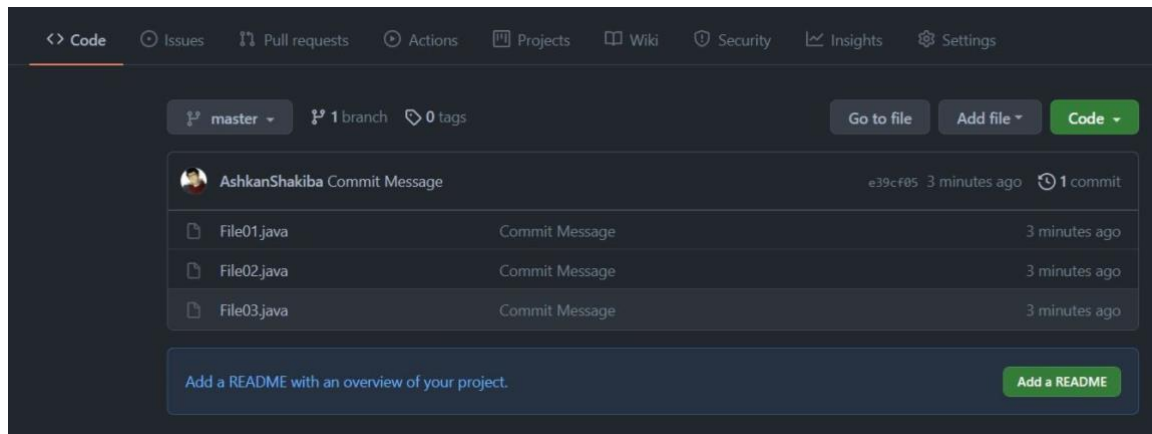 <> Code Issues Pull requests Actions Projects Wiki Security Insights Settings
master 1 branch 0 tags Go to file Add file Code
AshkanShakiba Commit Message e39cf05 3 minutes ago 1 commit
File01.java Commit Message 3 minutes ago
File02.java Commit Message 3 minutes ago
File03.java Commit Message 3 minutes ago
Add a README with an overview of your project. Add a README